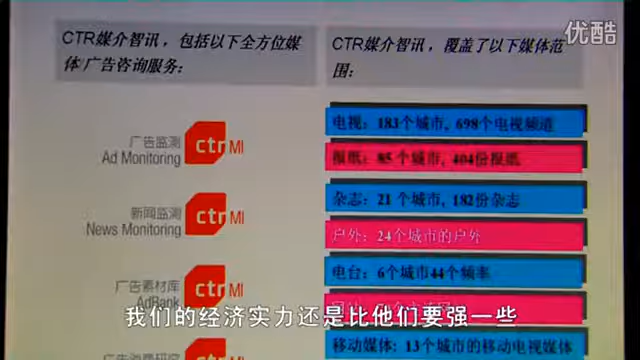 优酷
CTR媒介智讯，包括以下全方位媒
体广告咨询服务：
CTR媒介智讯，覆盖了以下媒体范
围：
广告监测
Ad Monitoring
ctr MI
新闻监测
News Monitoring
ctr MI
广告素材库
AdBank
ctr MI
电视：183个城市, 698个电视频道
报纸：85个城市, 404份报纸
杂志：21个城市, 182份杂志
户外：24个城市的户外
电台：6个城市44个频率
移动媒体：13个城市的移动电视媒体
我们的经济实力还是比他们要强一些